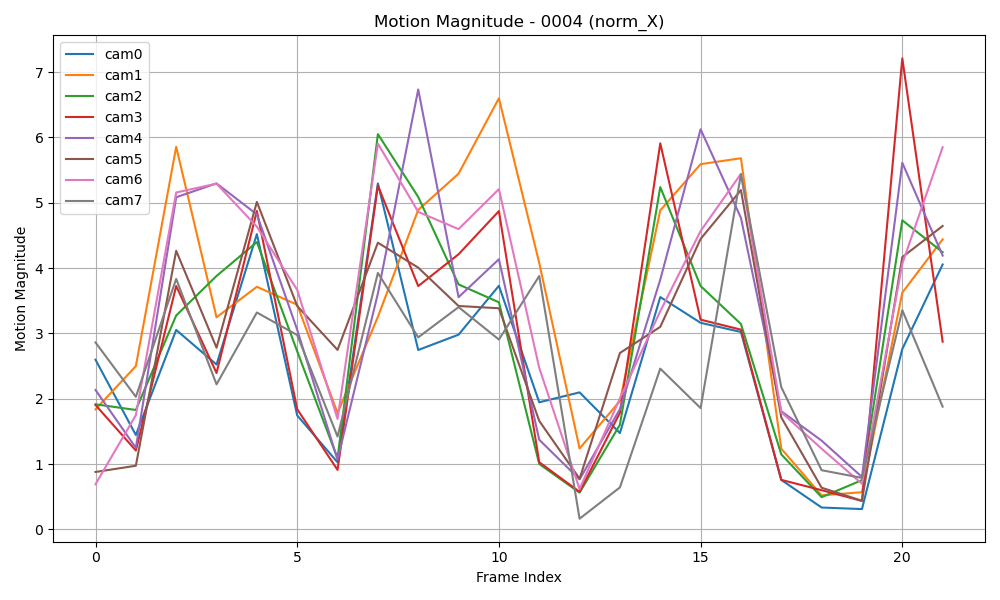 Motion Magnitude - 0004 (norm_X)
cam0
cam1
cam2
cam3
cam4
cam5
cam6
cam7
Motion Magnitude
7
6
5
4
3
2
1
0
0 5 10 15 20
Frame Index